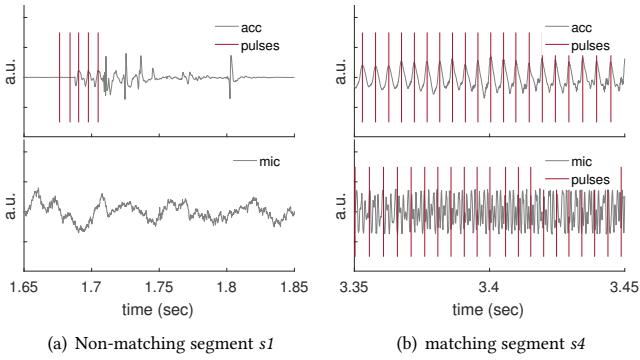 a.u.
acc
pulses
a.u.
mic
1.65
1.7
1.75
1.8
1.85
time (sec)
(a) Non-matching segment s1
a.u.
acc
pulses
a.u.
mic
pulses
3.35
3.4
3.45
time (sec)
(b) matching segment s4